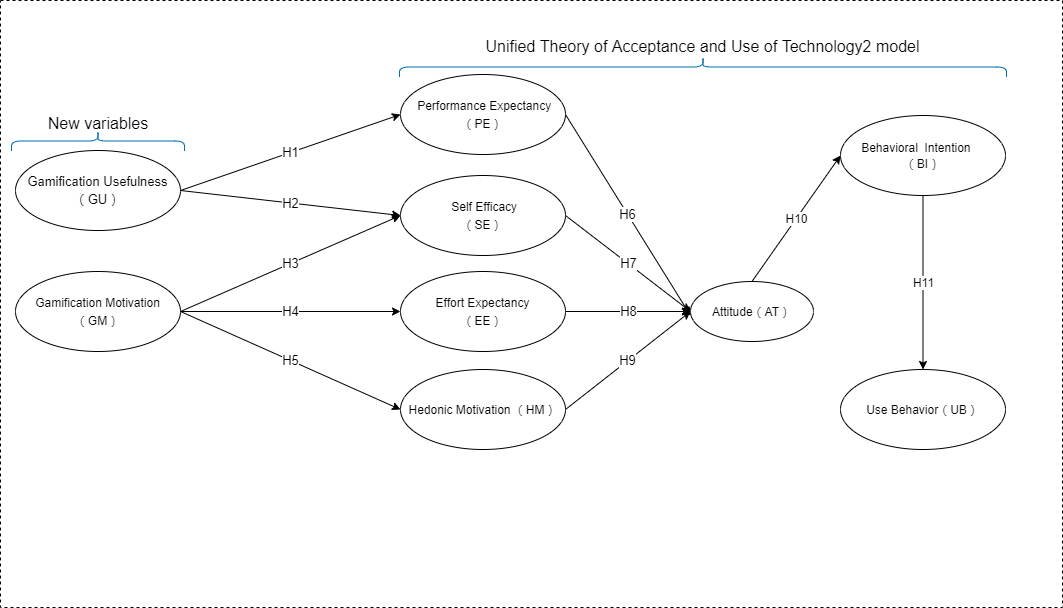 Unified Theory of Acceptance and Use of Technology2 model
New variables
Performance Expectancy
（PE）
Gamification Usefulness
（GU）
Self Efficacy
（SE）
Gamification Motivation
（GM）
Effort Expectancy
（EE）
Hedonic Motivation （HM）
Attitude（AT）
Behavioral Intention
（BI）
Use Behavior（UB）
H1
H2
H3
H4
H5
H6
H7
H8
H9
H10
H11